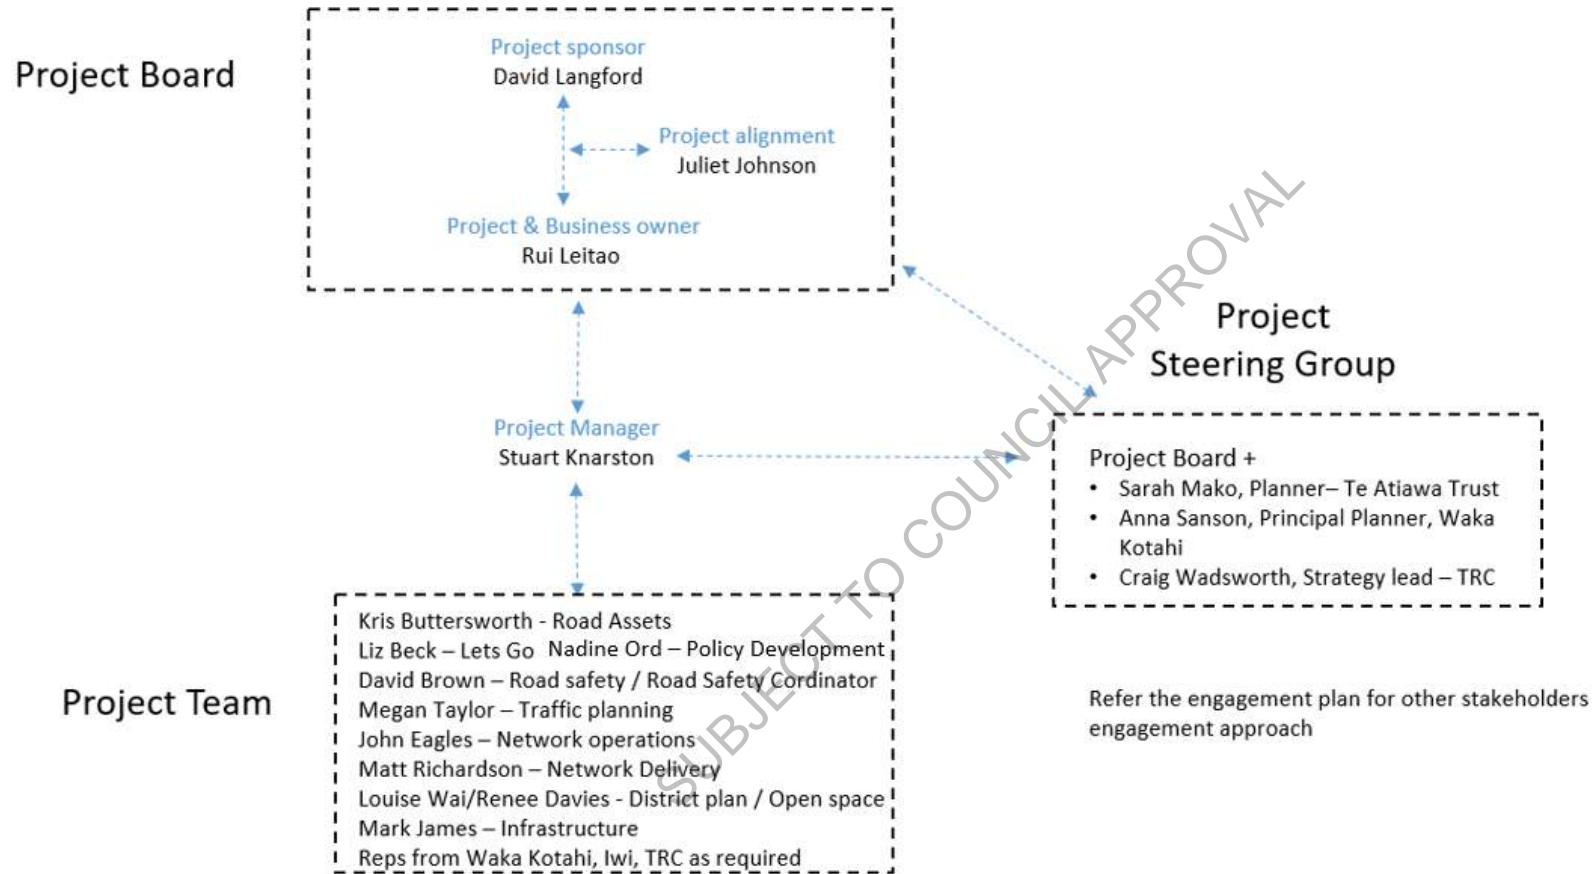 Project Board
Project sponsor
David Langford
Project alignment
Juliet Johnson
Project & Business owner
Rui Leitao
Project Manager
Stuart Knarston
Project
Steering Group
Project Board +
• Sarah Mako, Planner– Te Atiawa Trust
• Anna Sanson, Principal Planner, Waka
Kotahi
• Craig Wadsworth, Strategy lead – TRC
Project Team
Kris Buttersworth - Road Assets
Liz Beck – Lets Go Nadine Ord – Policy Development
David Brown – Road safety / Road Safety Cordinator
Megan Taylor – Traffic planning
John Eagles – Network operations
Matt Richardson – Network Delivery
Louise Wai/Renee Davies - District plan / Open space
Mark James – Infrastructure
Reps from Waka Kotahi, Iwi, TRC as required
Refer the engagement plan for other stakeholders
engagement approach
SUBJECT TO COUNCIL APPROVAL